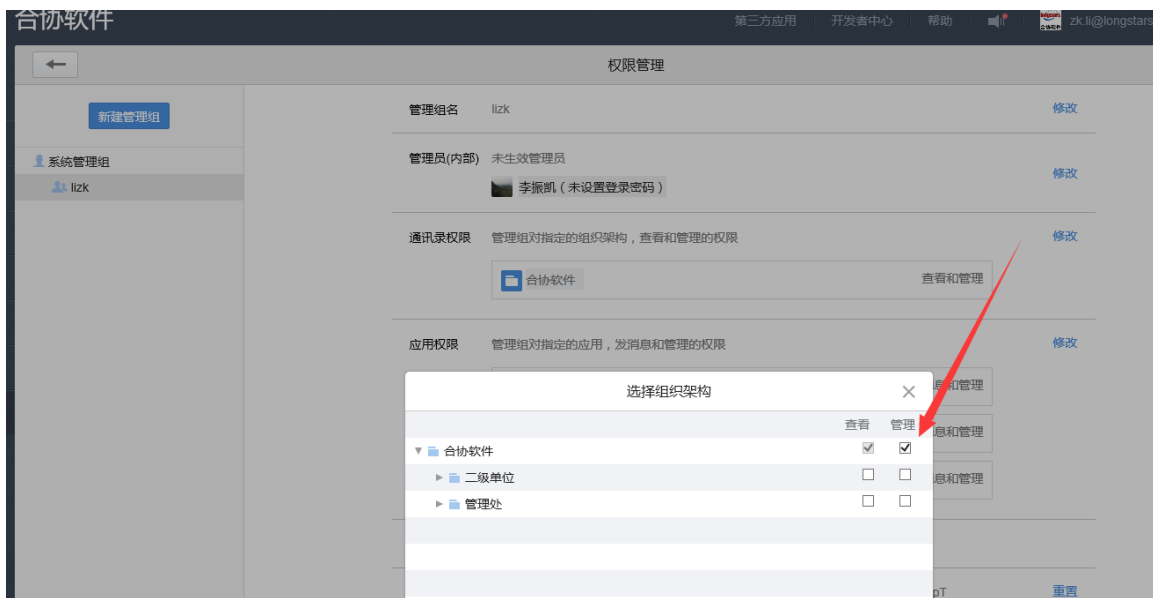 合协软件
第三方应用 开发者中心 帮助 zk.li@longstars
权限管理
新建管理组
系统管理组
lizk
管理组名 lizk 修改
管理员(内部) 未生效管理员 修改
李振凯(未设置登录密码)
通讯录权限 管理组对指定的组织架构,查看和管理的权限 修改
合协软件 查看和管理
应用权限 管理组对指定的应用,发消息和管理的权限 修改
息和管理
选择组织架构
查看 管理
息和管理
合协软件
二级单位
息和管理
管理处
pT 重置